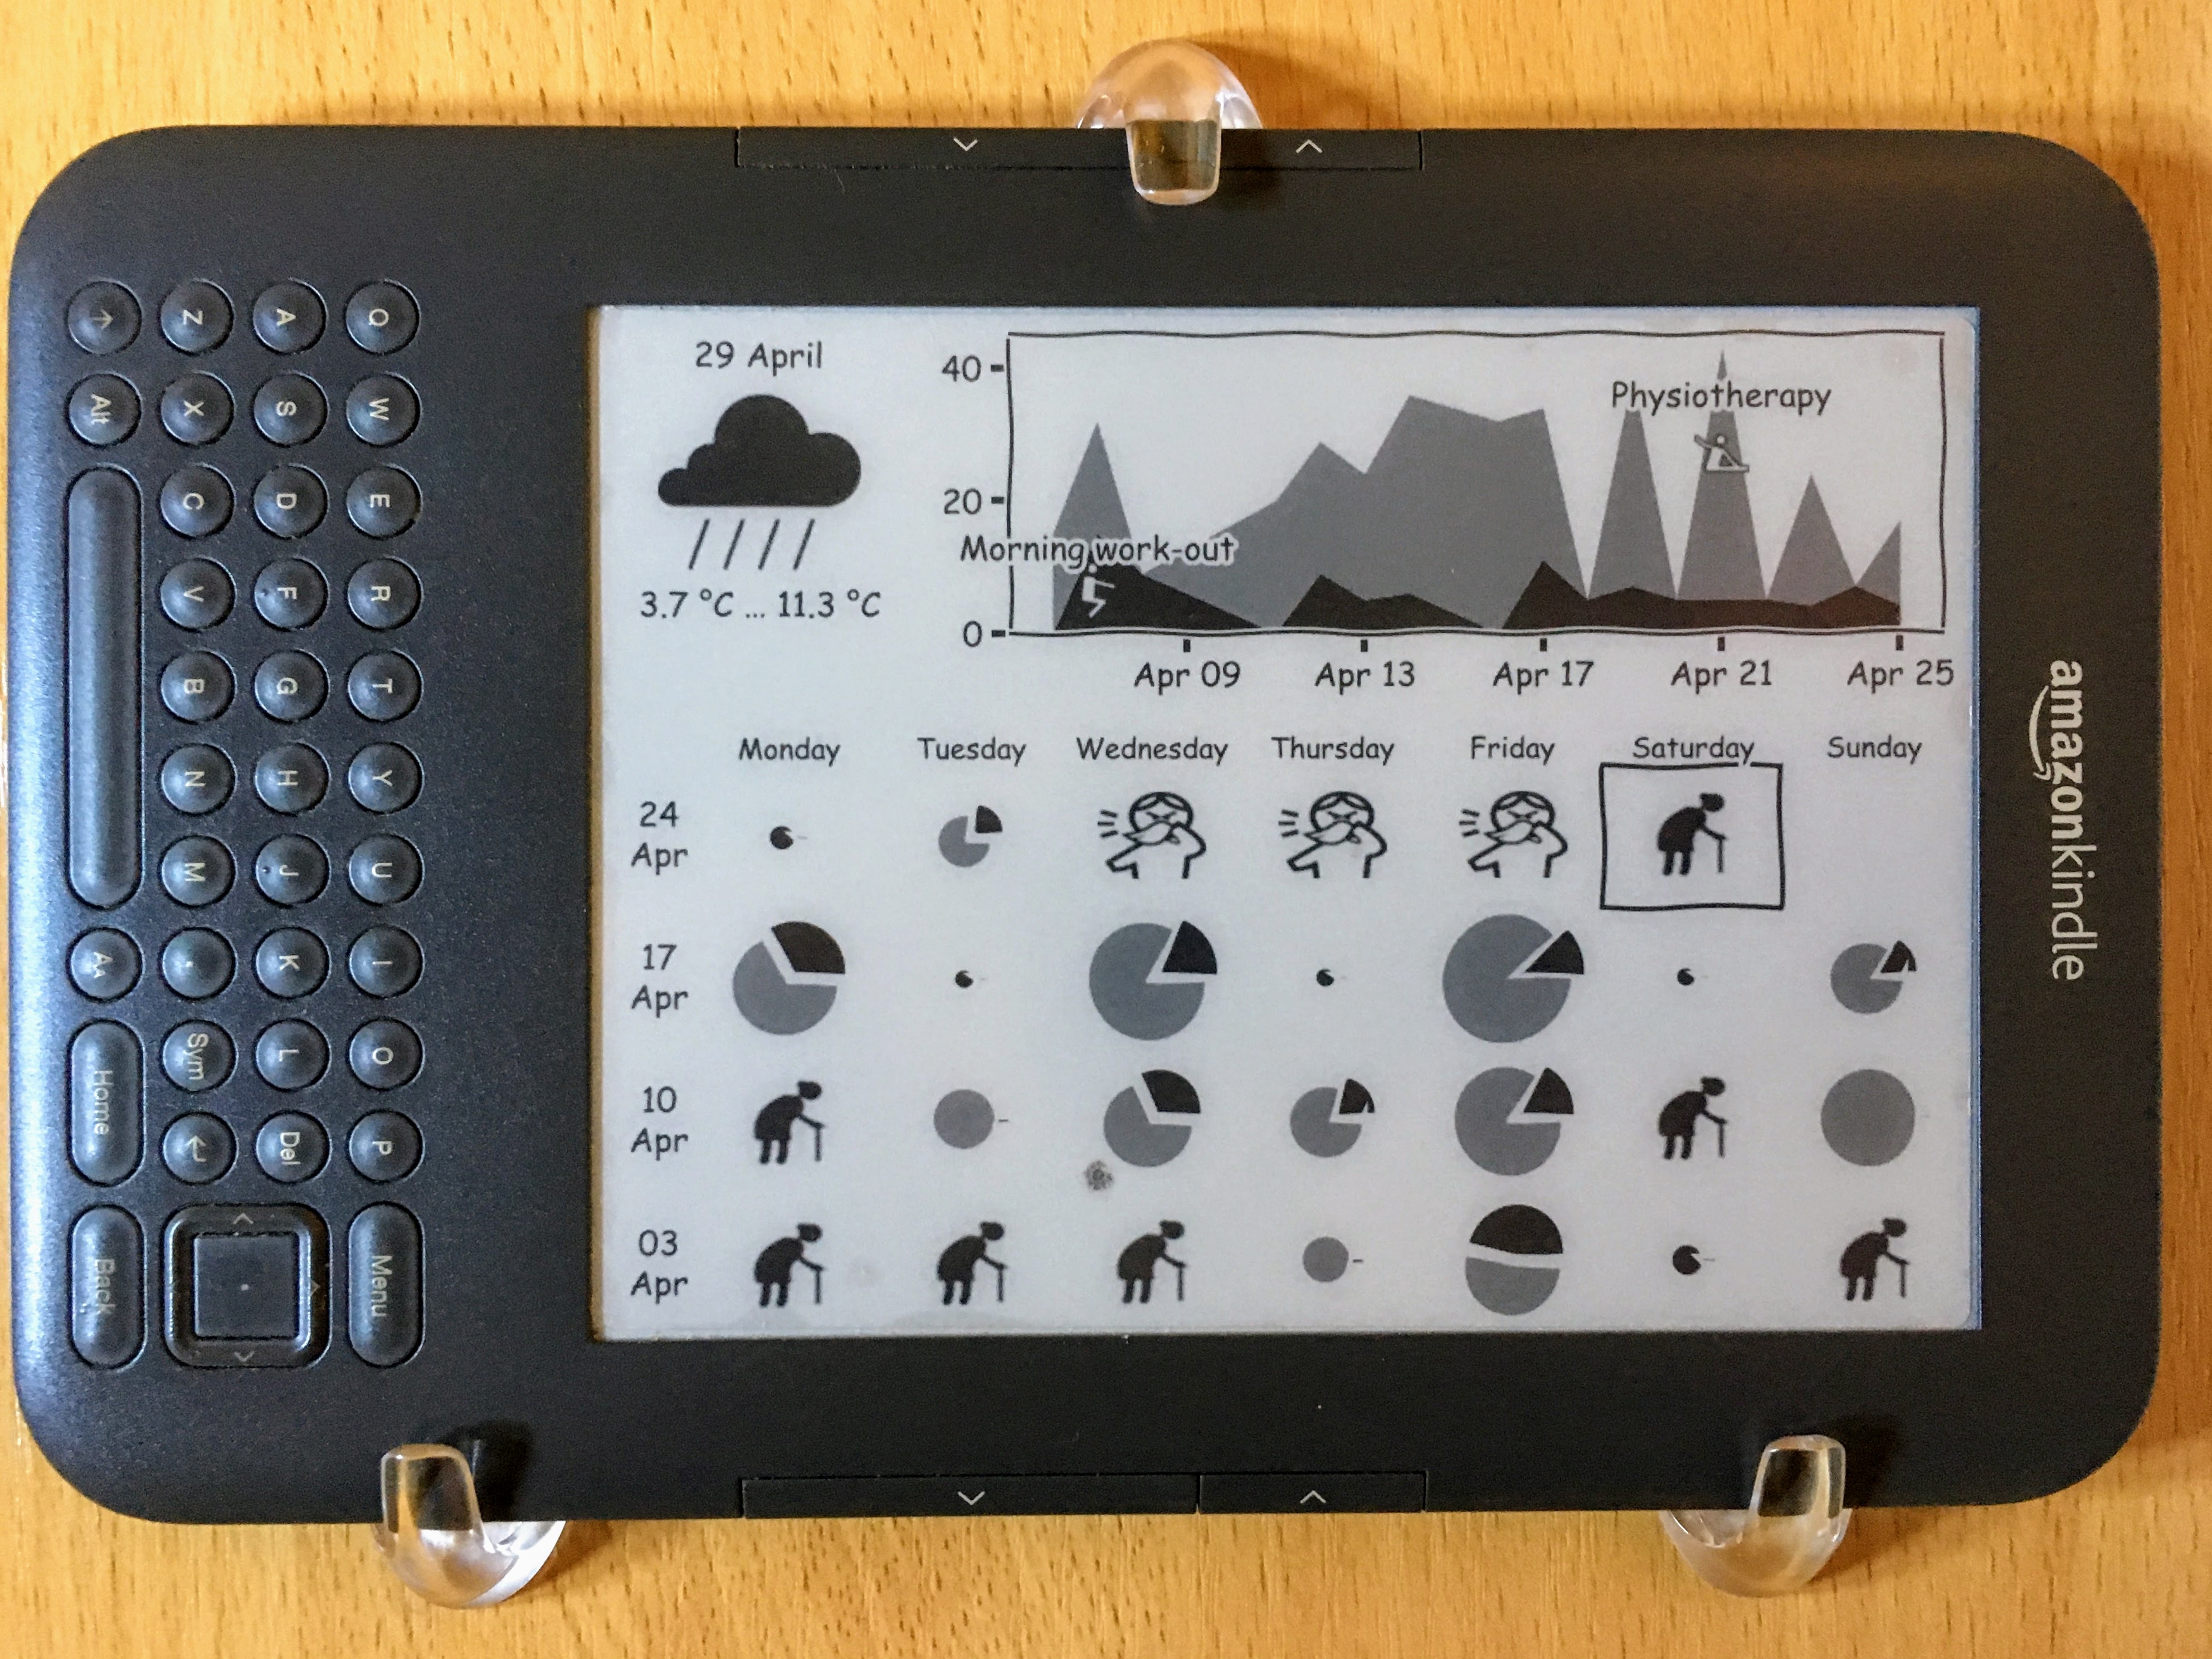 29 April
3.7 °C ... 11.3 °C
40
20
0
Physiotherapy
Morning work-out
Apr 09 Apr 13 Apr 17 Apr 21 Apr 25
Monday Tuesday Wednesday Thursday Friday Saturday Sunday
24
Apr
17
Apr
10
Apr
03
Apr
amazonkindle
Q W E R T Y U I O P
A S D F G H J K L Del
Z X C V B N M . Sym
Alt Aa Home
Menu
Back